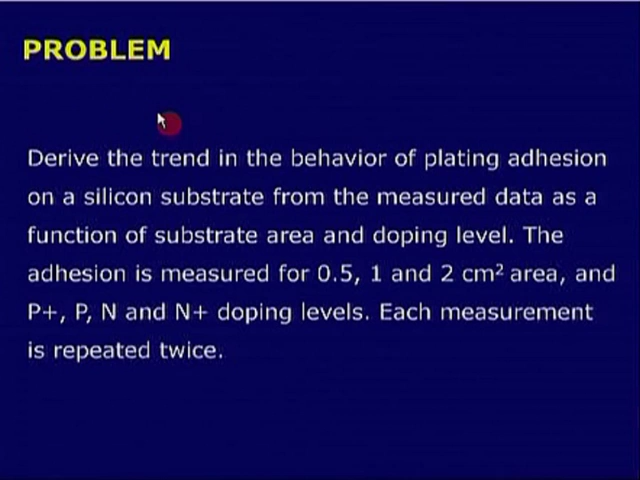 PROBLEM
Derive the trend in the behavior of plating adhesion
on a silicon substrate from the measured data as a
function of substrate area and doping level. The
adhesion is measured for 0.5, 1 and 2 cm² area, and
P+, P, N and N+ doping levels. Each measurement
is repeated twice.